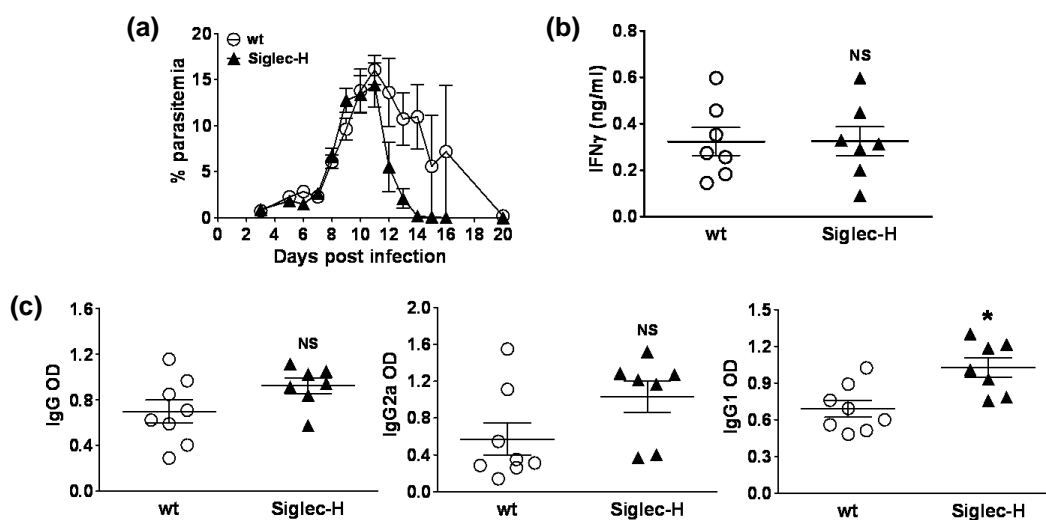 (a)
wt
Siglec-H
% parasitemia
20
15
10
5
0
0 2 4 6 8 10 12 14 16 18 20
Days post infection
(b)
NS
IFNγ (ng/ml)
0.8
0.6
0.4
0.2
0.0
wt Siglec-H
(c)
NS
IgG OD
1.6
1.2
0.8
0.4
0.0
wt Siglec-H
NS
IgG2a OD
2.0
1.6
1.2
0.8
0.4
0.0
wt Siglec-H
*
IgG1 OD
1.5
1.2
0.9
0.6
0.3
0.0
wt Siglec-H